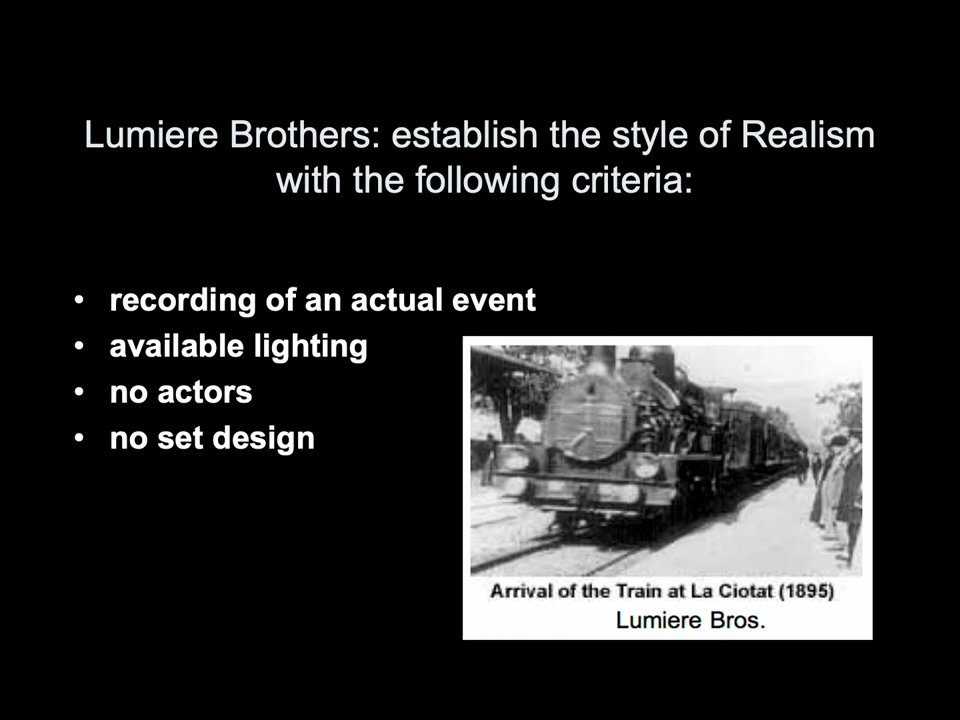 Lumiere Brothers: establish the style of Realism
with the following criteria:
• recording of an actual event
• available lighting
• no actors
• no set design
Arrival of the Train at La Ciotat (1895)
Lumiere Bros.